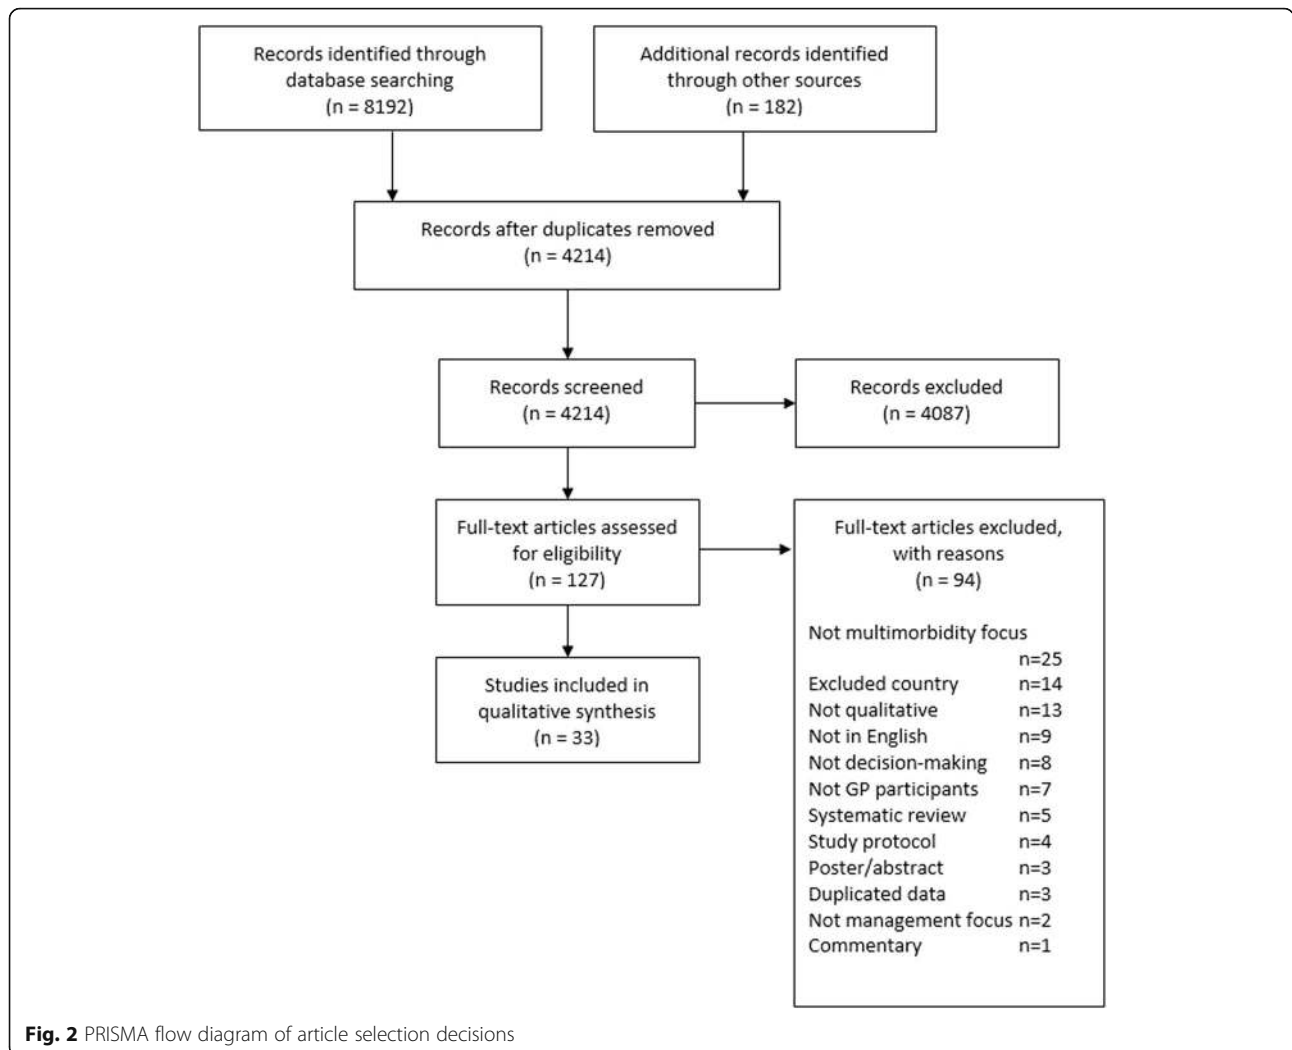 Records identified through
database searching
(n = 8192)
Additional records identified
through other sources
(n = 182)
Records after duplicates removed
(n = 4214)
Records screened
(n = 4214)
Records excluded
(n = 4087)
Full-text articles assessed
for eligibility
(n = 127)
Full-text articles excluded,
with reasons
(n = 94)
Not multimorbidity focus
n=25
Excluded country n=14
Not qualitative n=13
Not in English n=9
Not decision-making n=8
Not GP participants n=7
Systematic review n=5
Study protocol n=4
Poster/abstract n=3
Duplicated data n=3
Not management focus n=2
Commentary n=1
Studies included in
qualitative synthesis
(n = 33)
Fig. 2 PRISMA flow diagram of article selection decisions